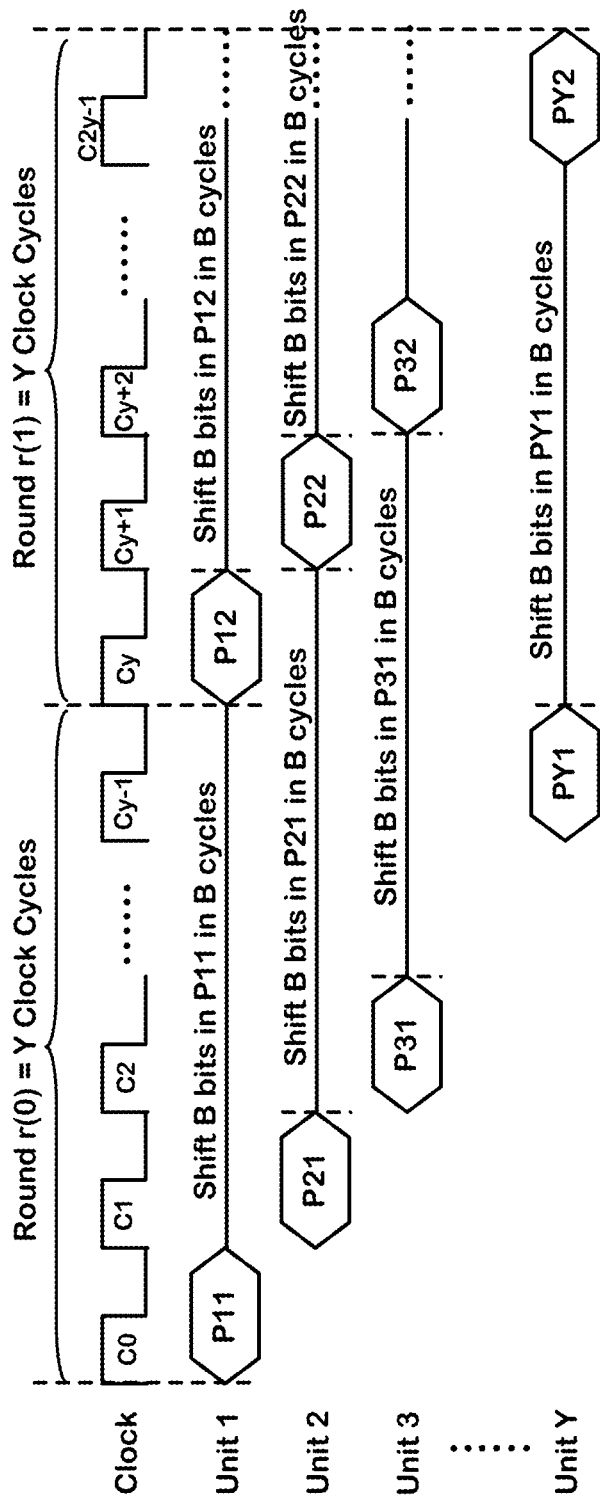 Round r(0) = Y Clock Cycles
Round r(1) = Y Clock Cycles
Clock
C0
C1
C2
......
Cy-1
Cy
Cy+1
Cy+2
......
C2y-1
Unit 1
P11
Shift B bits in P11 in B cycles
P12
Shift B bits in P12 in B cycles
......
Unit 2
P21
Shift B bits in P21 in B cycles
P22
Shift B bits in P22 in B cycles
......
Unit 3
P31
Shift B bits in P31 in B cycles
P32
......
......
Unit Y
PY1
Shift B bits in PY1 in B cycles
PY2